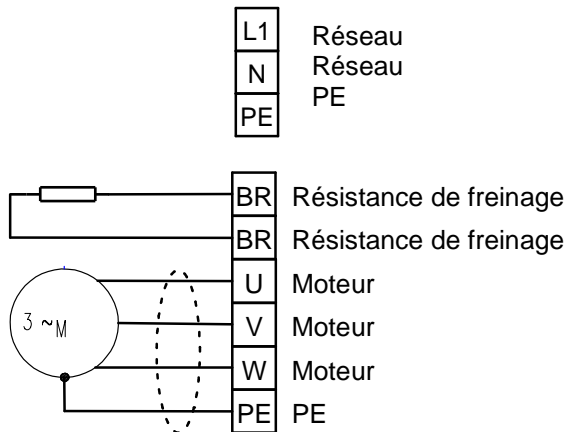 L1 Réseau
N Réseau
PE PE
BR Résistance de freinage
BR Résistance de freinage
U Moteur
3 ~M
V Moteur
W Moteur
PE PE